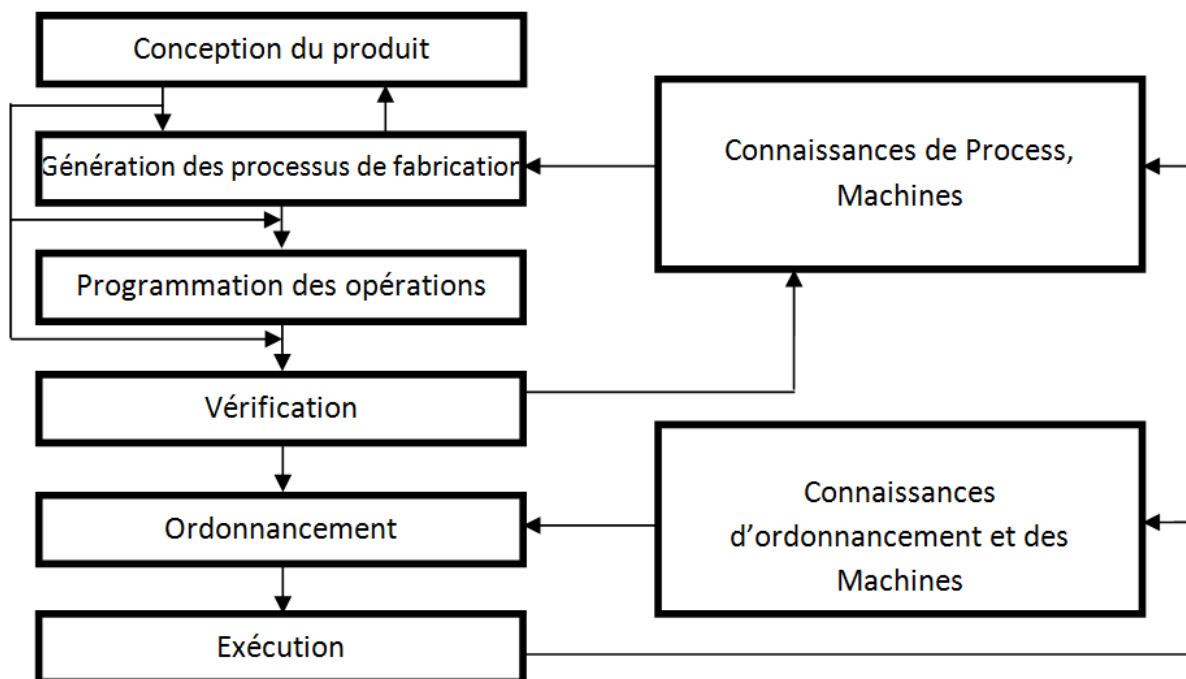 Conception du produit
Génération des processus de fabrication
Programmation des opérations
Vérification
Ordonnancement
Exécution
Connaissances de Process,
Machines
Connaissances
d’ordonnancement et des
Machines